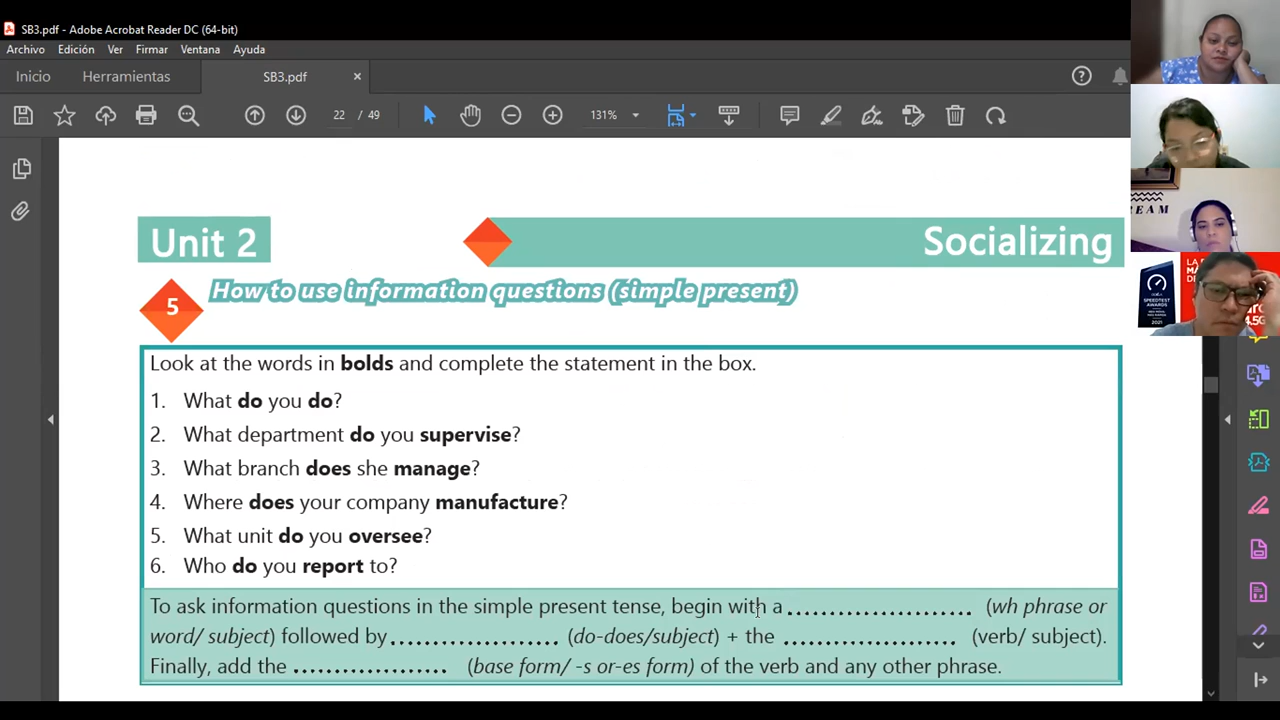 SB3.pdf - Adobe Acrobat Reader DC (64-bit)
Archivo Edición Ver Firmar Ventana Ayuda
Inicio Herramientas SB3.pdf ×
22 / 49 131%
Unit 2 Socializing
5 How to use information questions (simple present)
Look at the words in bolds and complete the statement in the box.
1. What do you do?
2. What department do you supervise?
3. What branch does she manage?
4. Where does your company manufacture?
5. What unit do you oversee?
6. Who do you report to?
To ask information questions in the simple present tense, begin with a ...................... (wh phrase or
word/ subject) followed by .................... (do-does/subject) + the ..................... (verb/ subject).
Finally, add the ................... (base form/ -s or-es form) of the verb and any other phrase.
SPEEDTEST
AWARDS
2021
4.5G